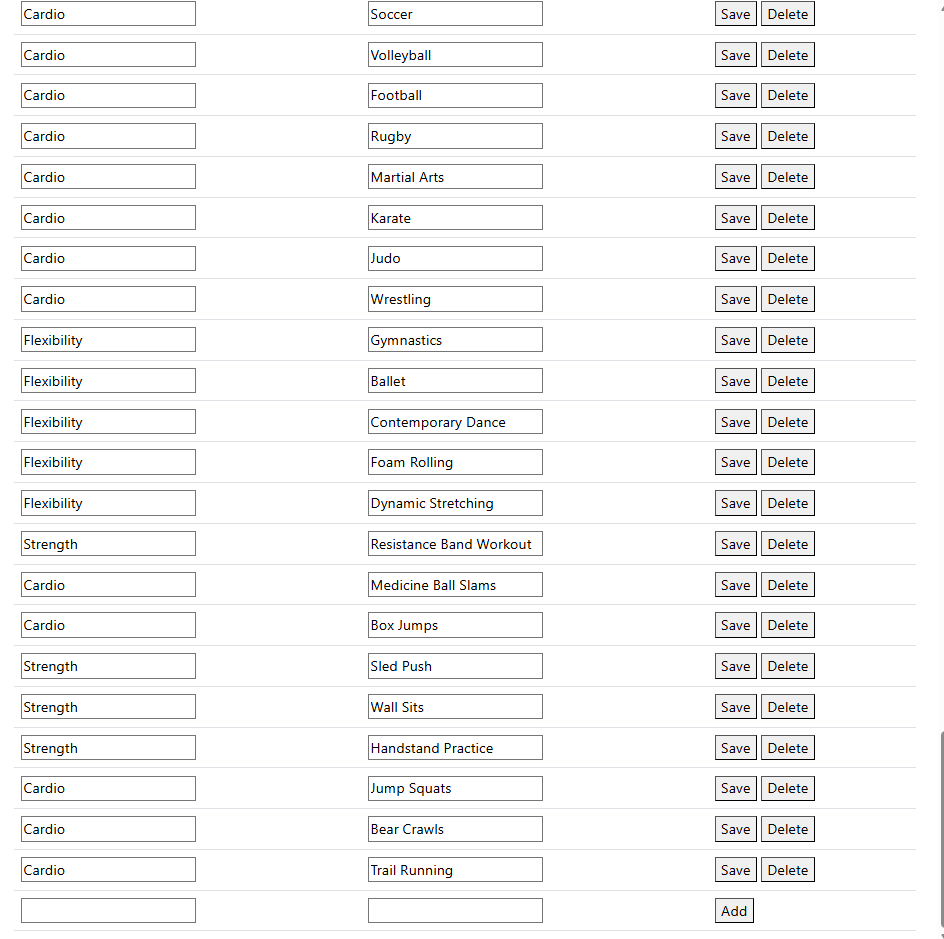 Cardio Soccer Save Delete
Cardio Volleyball Save Delete
Cardio Football Save Delete
Cardio Rugby Save Delete
Cardio Martial Arts Save Delete
Cardio Karate Save Delete
Cardio Judo Save Delete
Cardio Wrestling Save Delete
Flexibility Gymnastics Save Delete
Flexibility Ballet Save Delete
Flexibility Contemporary Dance Save Delete
Flexibility Foam Rolling Save Delete
Flexibility Dynamic Stretching Save Delete
Strength Resistance Band Workout Save Delete
Cardio Medicine Ball Slams Save Delete
Cardio Box Jumps Save Delete
Strength Sled Push Save Delete
Strength Wall Sits Save Delete
Strength Handstand Practice Save Delete
Cardio Jump Squats Save Delete
Cardio Bear Crawls Save Delete
Cardio Trail Running Save Delete
Add